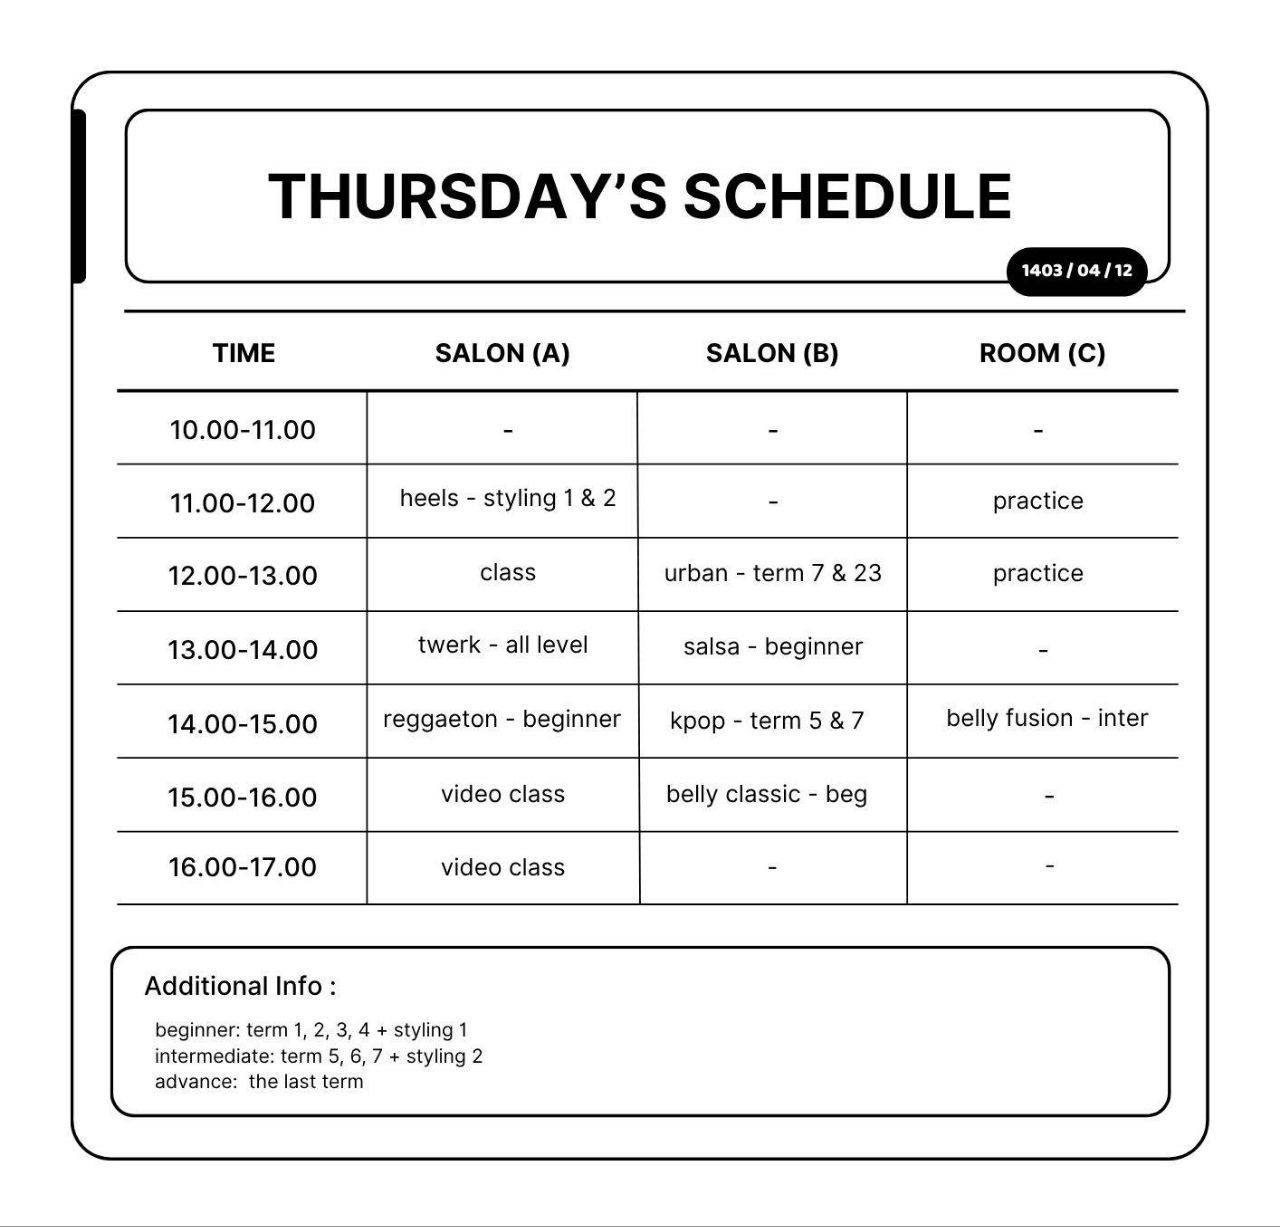 THURSDAY’S SCHEDULE
1403 / 04 / 12
TIME SALON (A) SALON (B) ROOM (C)
10.00-11.00 - - -
11.00-12.00 heels - styling 1 & 2 - practice
12.00-13.00 class urban - term 7 & 23 practice
13.00-14.00 twerk - all level salsa - beginner -
14.00-15.00 reggaeton - beginner kpop - term 5 & 7 belly fusion - inter
15.00-16.00 video class belly classic - beg -
16.00-17.00 video class - -
Additional Info :
beginner: term 1, 2, 3, 4 + styling 1
intermediate: term 5, 6, 7 + styling 2
advance: the last term